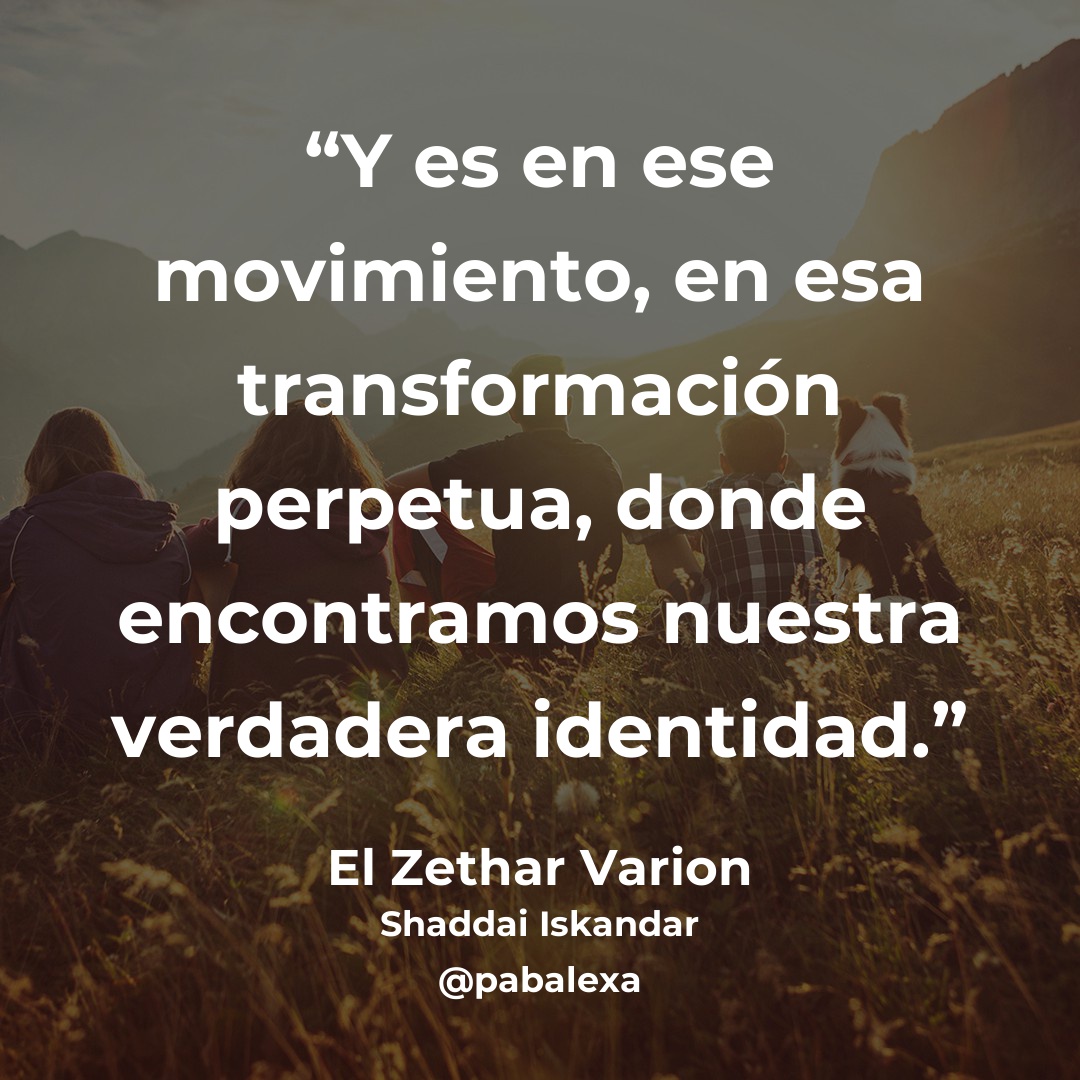 “Y es en ese
movimiento, en esa
transformación
perpetua, donde
encontramos nuestra
verdadera identidad.”
El Zethar Varion
Shaddai Iskandar
@pabalexa